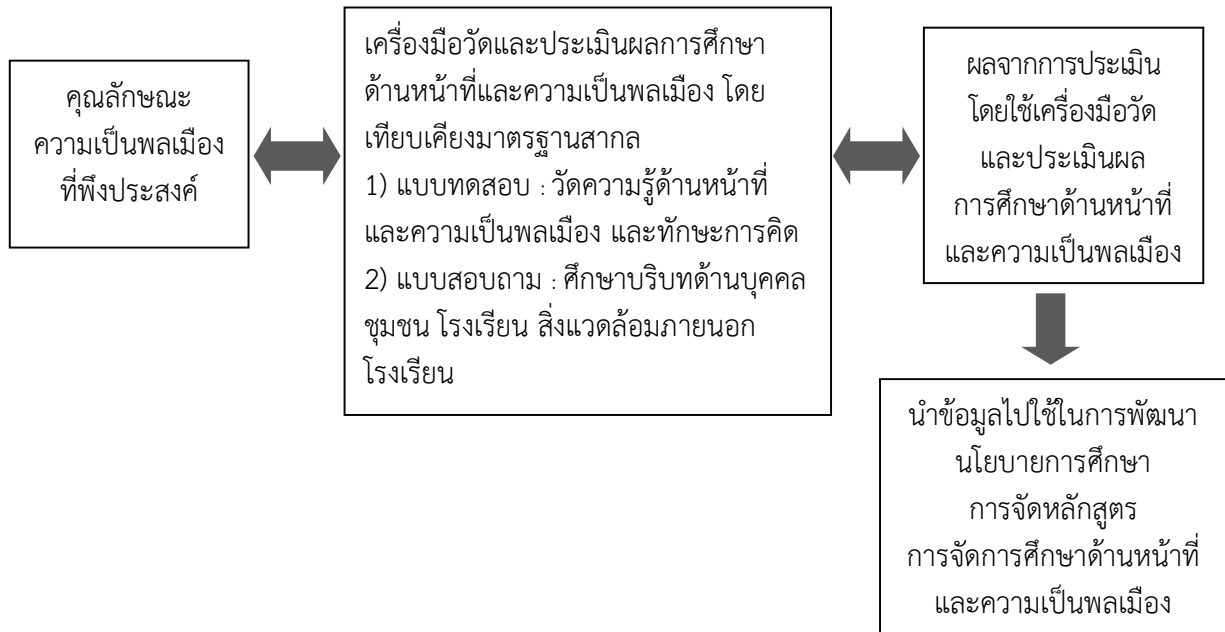 คุณลักษณะ
ความเป็นพลเมือง
ที่พึงประสงค์
เครื่องมือวัดและประเมินผลการศึกษา
ด้านหน้าที่และความเป็นพลเมือง โดย
เทียบเคียงมาตรฐานสากล
1) แบบทดสอบ : วัดความรู้ด้านหน้าที่
และความเป็นพลเมือง และทักษะการคิด
2) แบบสอบถาม : ศึกษาบริบทด้านบุคคล
ชุมชน โรงเรียน สิ่งแวดล้อมภายนอก
โรงเรียน
ผลจากการประเมิน
โดยใช้เครื่องมือวัด
และประเมินผล
การศึกษาด้านหน้าที่
และความเป็นพลเมือง
นำข้อมูลไปใช้ในการพัฒนา
นโยบายการศึกษา
การจัดหลักสูตร
การจัดการศึกษาด้านหน้าที่
และความเป็นพลเมือง